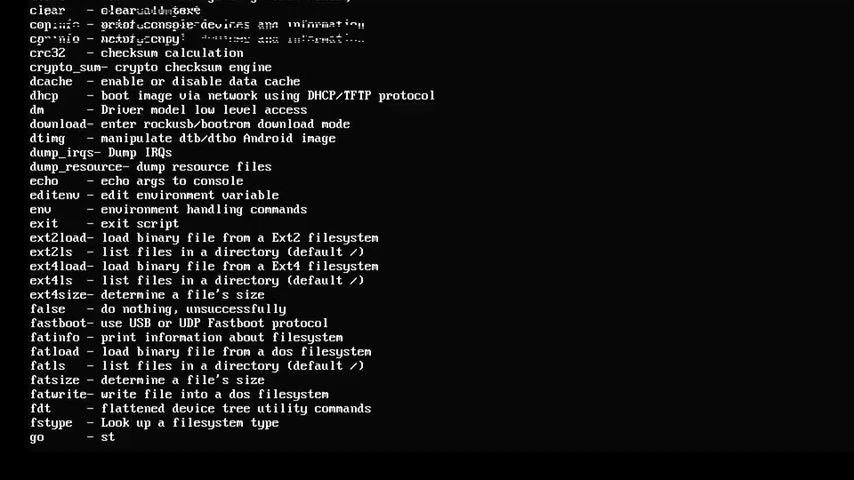 clear
crc32   - checksum calculation
crypto_sum- crypto checksum engine
dcache  - enable or disable data cache
dhcp    - boot image via network using DHCP/TFTP protocol
dm      - Driver model low level access
download- enter rockusb/bootrom download mode
dtimg   - manipulate dtb/dtbo Android image
dump_irqs- Dump IRQs
dump_resource- dump resource files
echo    - echo args to console
editenv - edit environment variable
env     - environment handling commands
exit    - exit script
ext2load- load binary file from a Ext2 filesystem
ext2ls  - list files in a directory (default /)
ext4load- load binary file from a Ext4 filesystem
ext4ls  - list files in a directory (default /)
ext4size- determine a file's size
false   - do nothing, unsuccessfully
fastboot- use USB or UDP Fastboot protocol
fatinfo - print information about filesystem
fatload - load binary file from a dos filesystem
fatls   - list files in a directory (default /)
fatsize - determine a file's size
fatwrite- write file into a dos filesystem
fdt     - flattened device tree utility commands
fstype  - Look up a filesystem type
go      - st